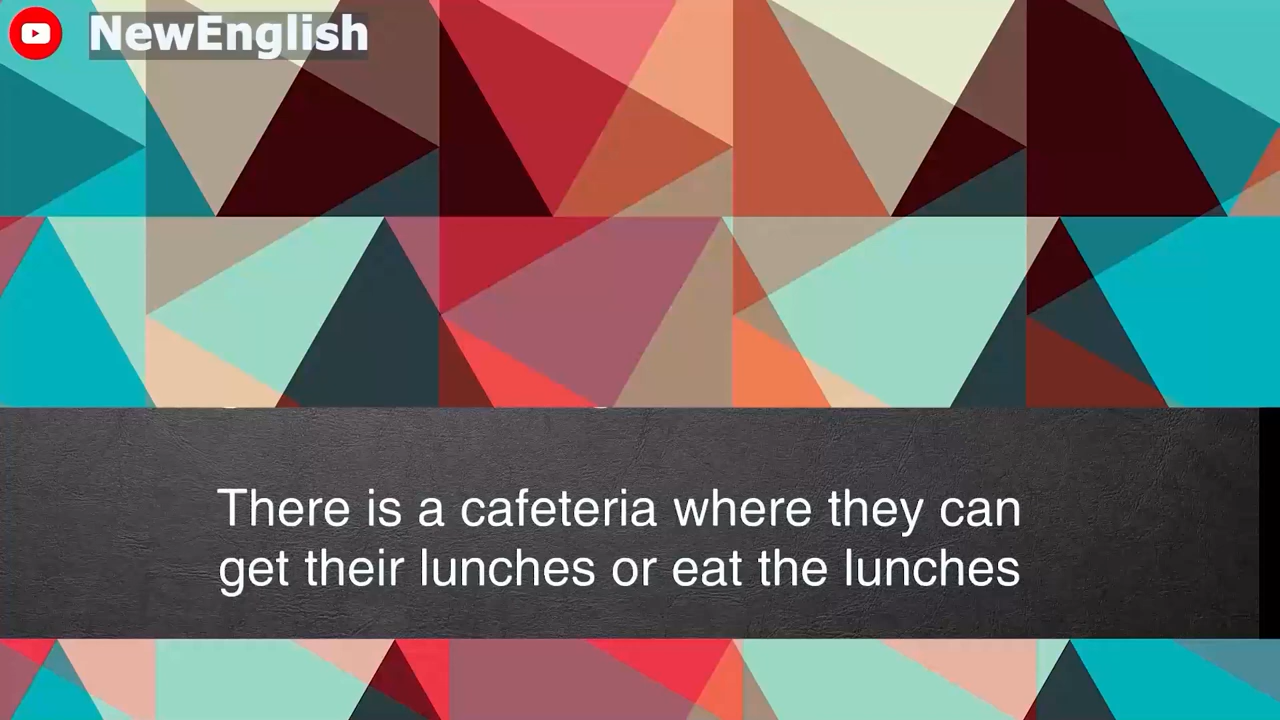 NewEnglish
There is a cafeteria where they can
get their lunches or eat the lunches